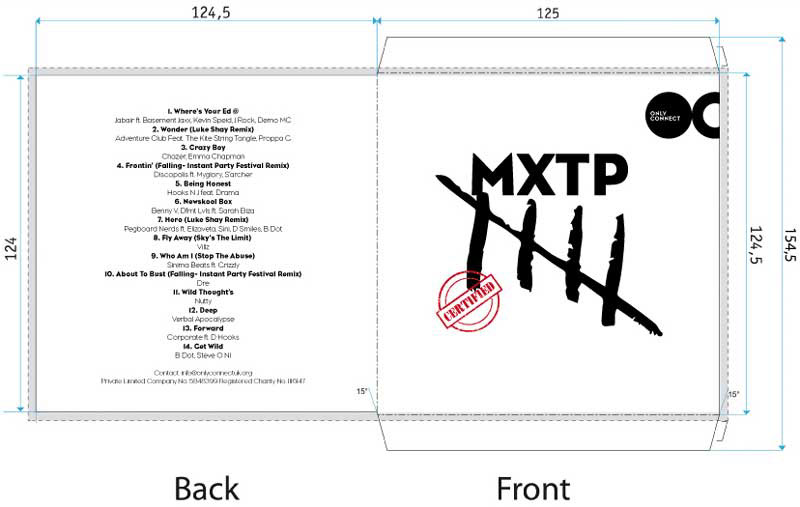 124,5
125
124
1. Where's Your Ed @
Jabair ft. Basement Jaxx, Kevin Speid, J Rock, Demo MC
2. Wonder (Luke Shay Remix)
Adventure Club Feat. The Kite String Tangle, Proppa C.
3. Crazy Boy
Chazer, Emma Chapman
4. Frontin' (Falling- Instant Party Festival Remix)
Discopolis ft. Myglory, S'archer
5. Being Honest
Hooks N J feat. Drama
6. Newskool Box
Benny V, Dfrnt Lvls ft. Sarah Eliza
7. Hero (Luke Shay Remix)
Pegboard Nerds ft. Elizaveta, Sini, D Smiles, B Dot
8. Fly Away (Sky's The Limit)
Villz
9. Who Am I (Stop The Abuse)
Sirema Beats ft. Crizzly
10. About To Bust (Falling- Instant Party Festival Remix)
Dre
11. Wild Thought's
Nutty
12. Deep
Verbal Apocalypse
13. Forward
Corporate ft. D Hooks
14. Get Wild
B Dot, Steve O NI
Contact: info@onlyconnectuk.org
Private Limited Company No. 5848399 Registered Charity No.
ONLY
CONNECT
OC
MXTP
CERTIFIED
124,5
154,5
15°
15°
Back
Front